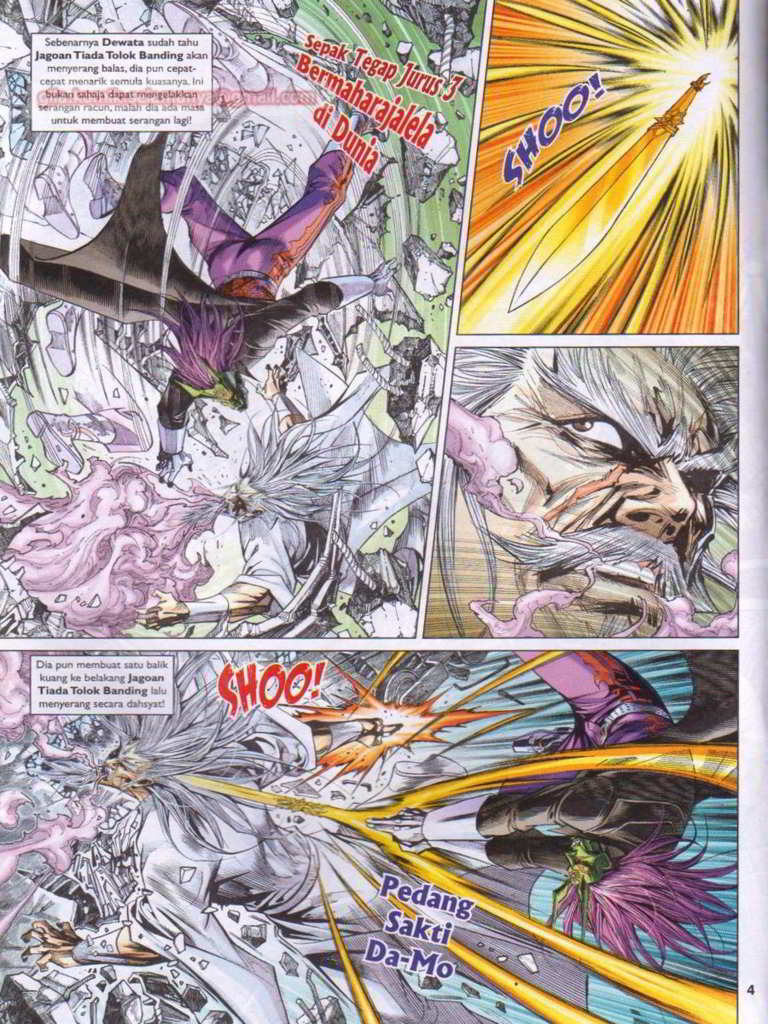 Sebenarnya Dewata sudah tahu
Jagoan Tiada Tolok Banding akan
menyerang balas, dia pun cepat-
cepat menarik semula kuasanya. Ini
bukan sahaja dapat mengelakkan
serangan racun, malah dia ada masa
untuk membuat serangan lagi!
Sepak Tegap Jurus 3
Bermaharajalela
di Dunia
SHOO!
Dia pun membuat satu balik
kuang ke belakang Jagoan
Tiada Tolok Banding lalu
menyerang secara dahsyat!
SHOO!
Pedang
Sakti
Da-Mo
4